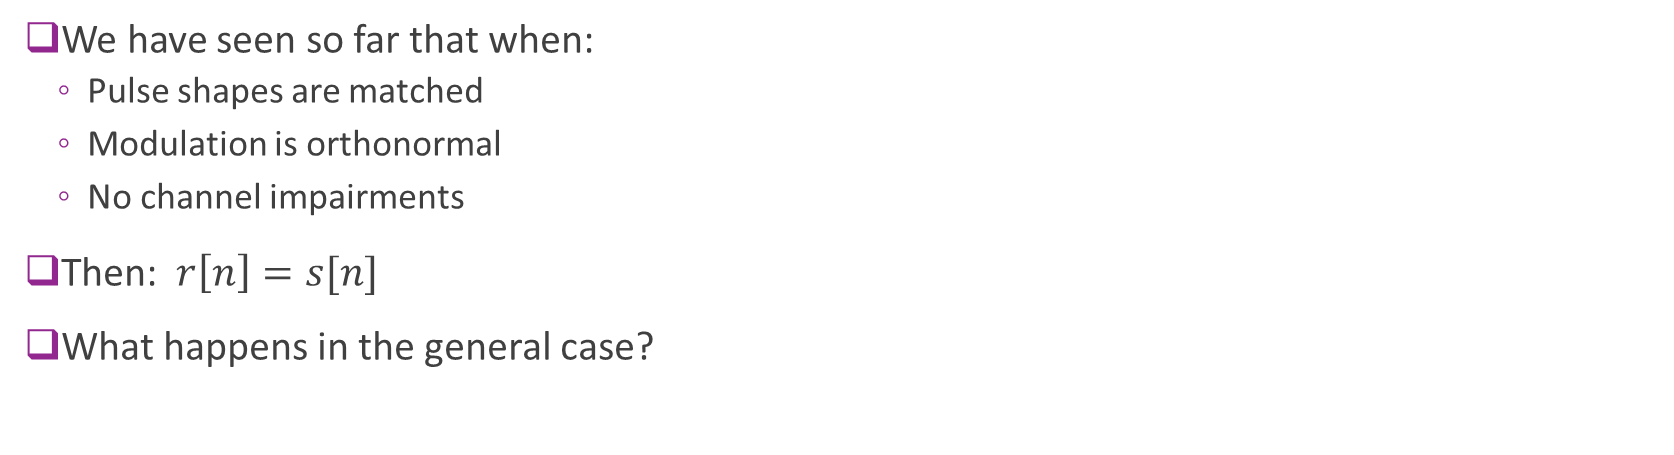 ❑We have seen so far that when:
◦ Pulse shapes are matched
◦ Modulation is orthonormal
◦ No channel impairments
❑Then: r[n] = s[n]
❑What happens in the general case?